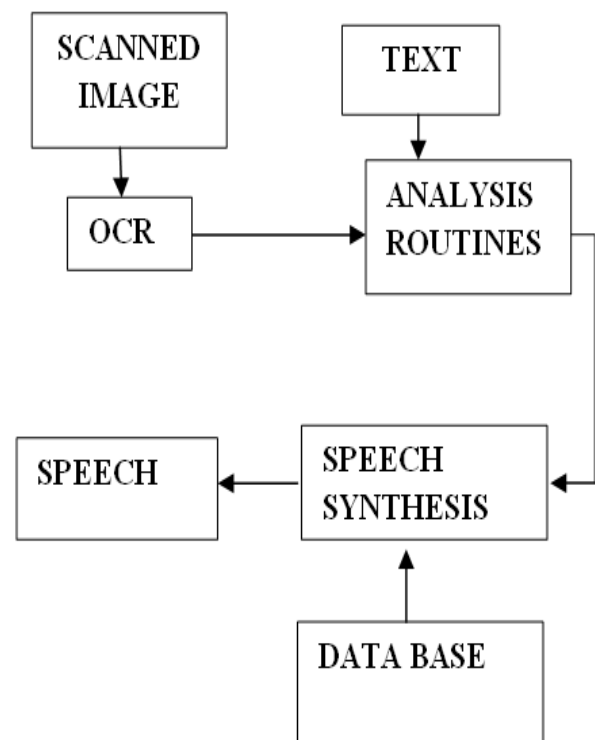 SCANNED
IMAGE
TEXT
OCR
ANALYSIS
ROUTINES
SPEECH
SPEECH
SYNTHESIS
DATA BASE